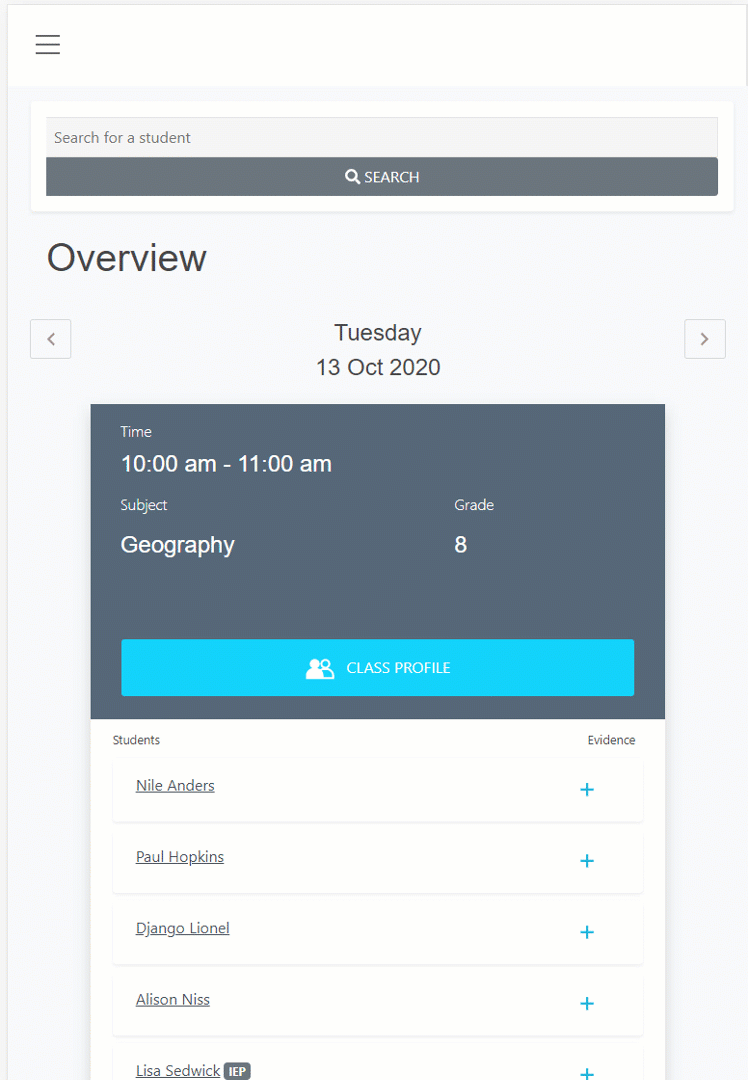 Search for a student
SEARCH
Overview
Tuesday
13 Oct 2020
Time
10:00 am - 11:00 am
Subject Grade
Geography 8
CLASS PROFILE
Students Evidence
Nile Anders +
Paul Hopkins +
Django Lionel +
Alison Niss +
Lisa Sedwick IEP +